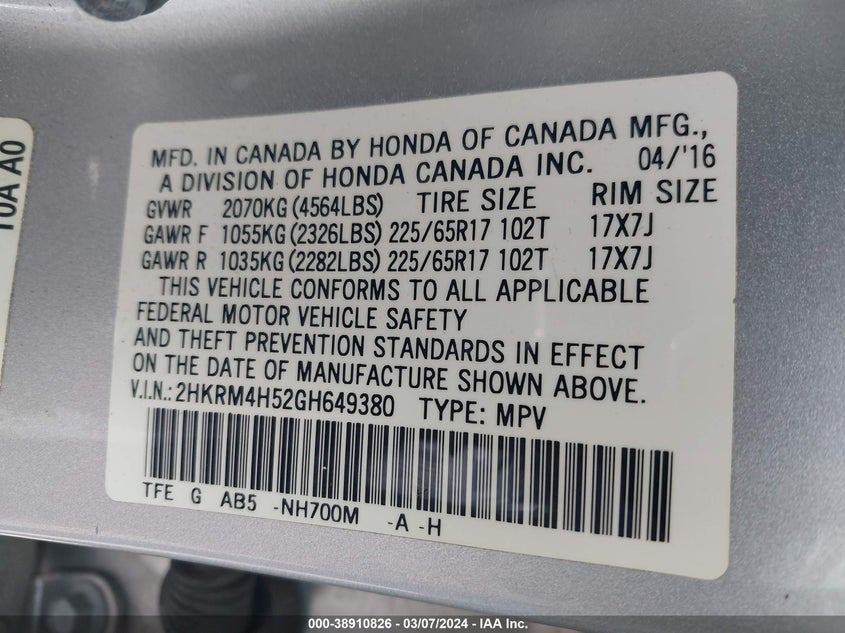 MFD. IN CANADA BY HONDA OF CANADA MFG.,
A DIVISION OF HONDA CANADA INC. 04/'16
GVWR 2070KG (4564LBS) TIRE SIZE RIM SIZE
GAWR F 1055KG (2326LBS) 225/65R17 102T 17X7J
GAWR R 1035KG (2282LBS) 225/65R17 102T 17X7J
THIS VEHICLE CONFORMS TO ALL APPLICABLE
FEDERAL MOTOR VEHICLE SAFETY
AND THEFT PREVENTION STANDARDS IN EFFECT
ON THE DATE OF MANUFACTURE SHOWN ABOVE.
V.I.N.: 2HKRM4H52GH649380 TYPE: MPV
TFE G AB5 -NH700M -A -H
10A A0
000-38910826 - 03/07/2024 - IAA Inc.